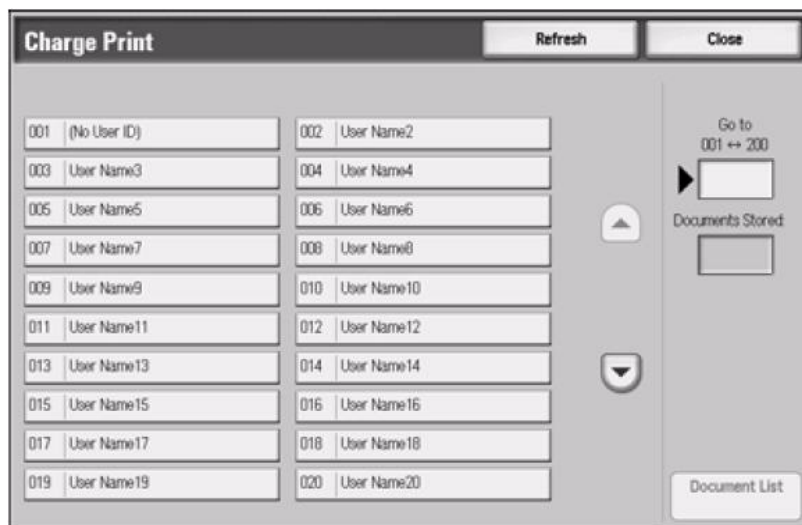 Charge Print
Refresh
Close
001 (No User ID)
002 User Name2
003 User Name3
004 User Name4
005 User Name5
006 User Name6
007 User Name7
008 User Name8
009 User Name9
010 User Name10
011 User Name11
012 User Name12
013 User Name13
014 User Name14
015 User Name15
016 User Name16
017 User Name17
018 User Name18
019 User Name19
020 User Name20
Go to
001 ↔ 200
Documents Stored:
Document List